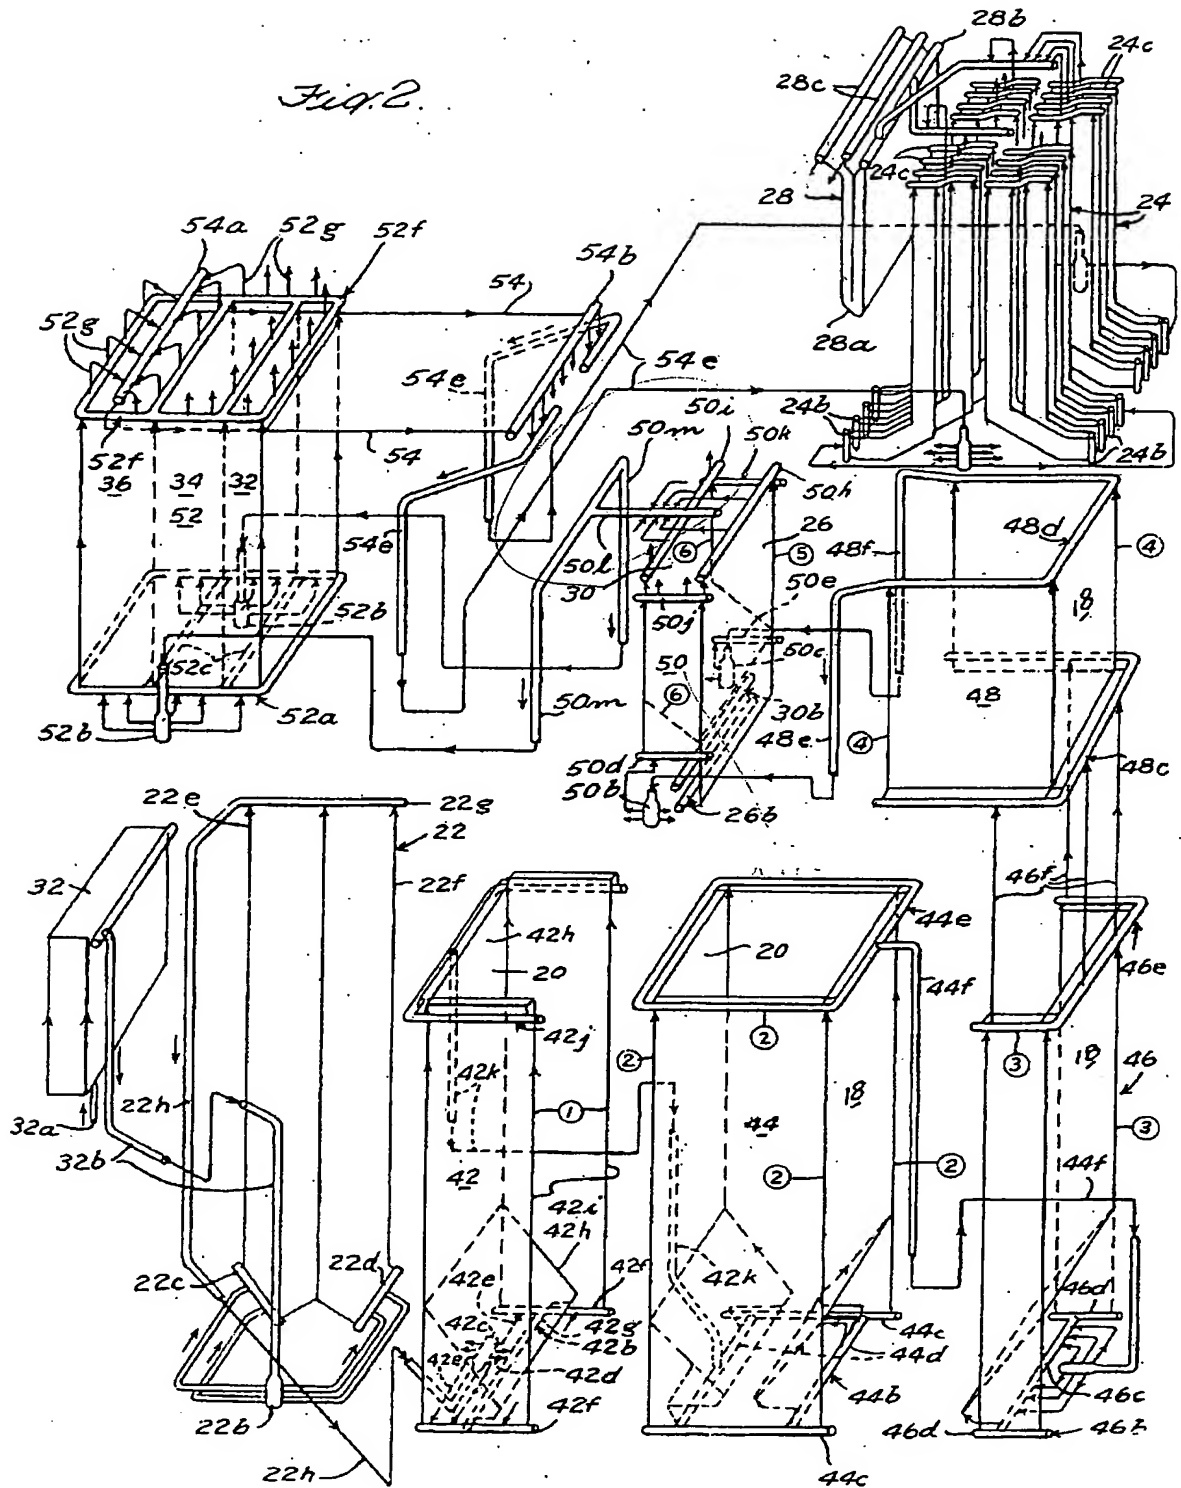 Fig. 2.
28b
24c
28c
24c
28
24
28a
24b
24b
54a
52g
52f
54b
54
52g
54e
54e
50i
50k
50m
50h
52f
54
36
34
32
52
54e
50l
30
6
26
5
48f
48d
4
18
50e
50j
52b
52c
50
50c
48
6
30b
52a
50m
48e
4
52b
50d
50b
26b
48c
22e
22g
22
32
22f
46f
42h
20
44e
20
46e
44f
42j
2
2
3
18
46
22h
42k
1
18
3
32a
44
2
2
44f
32b
42
42i
42h
22c
22d
42e
42f
42k
46d
42c
42g
44c
42b
44d
42e
42d
44b
46c
22b
42f
46d
46b
22h
44c